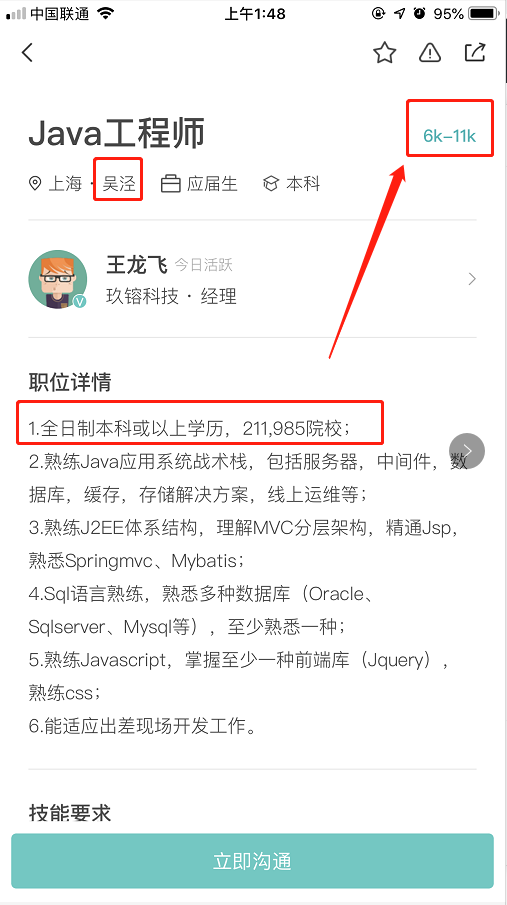 中国联通 上午1:48 95%
Java工程师 6k-11k
上海·吴泾 应届生 本科
王龙飞 今日活跃
玖镕科技·经理
V
职位详情
1.全日制本科或以上学历，211,985院校；
2.熟练Java应用系统战术栈，包括服务器，中间件，数
据库，缓存，存储解决方案，线上运维等；
3.熟练J2EE体系结构，理解MVC分层架构，精通Jsp，
熟悉Springmvc、Mybatis；
4.Sql语言熟练，熟悉多种数据库（Oracle、
Sqlserver、Mysql等），至少熟悉一种；
5.熟练Javascript，掌握至少一种前端库（Jquery），
熟练css；
6.能适应出差现场开发工作。
技能要求
立即沟通